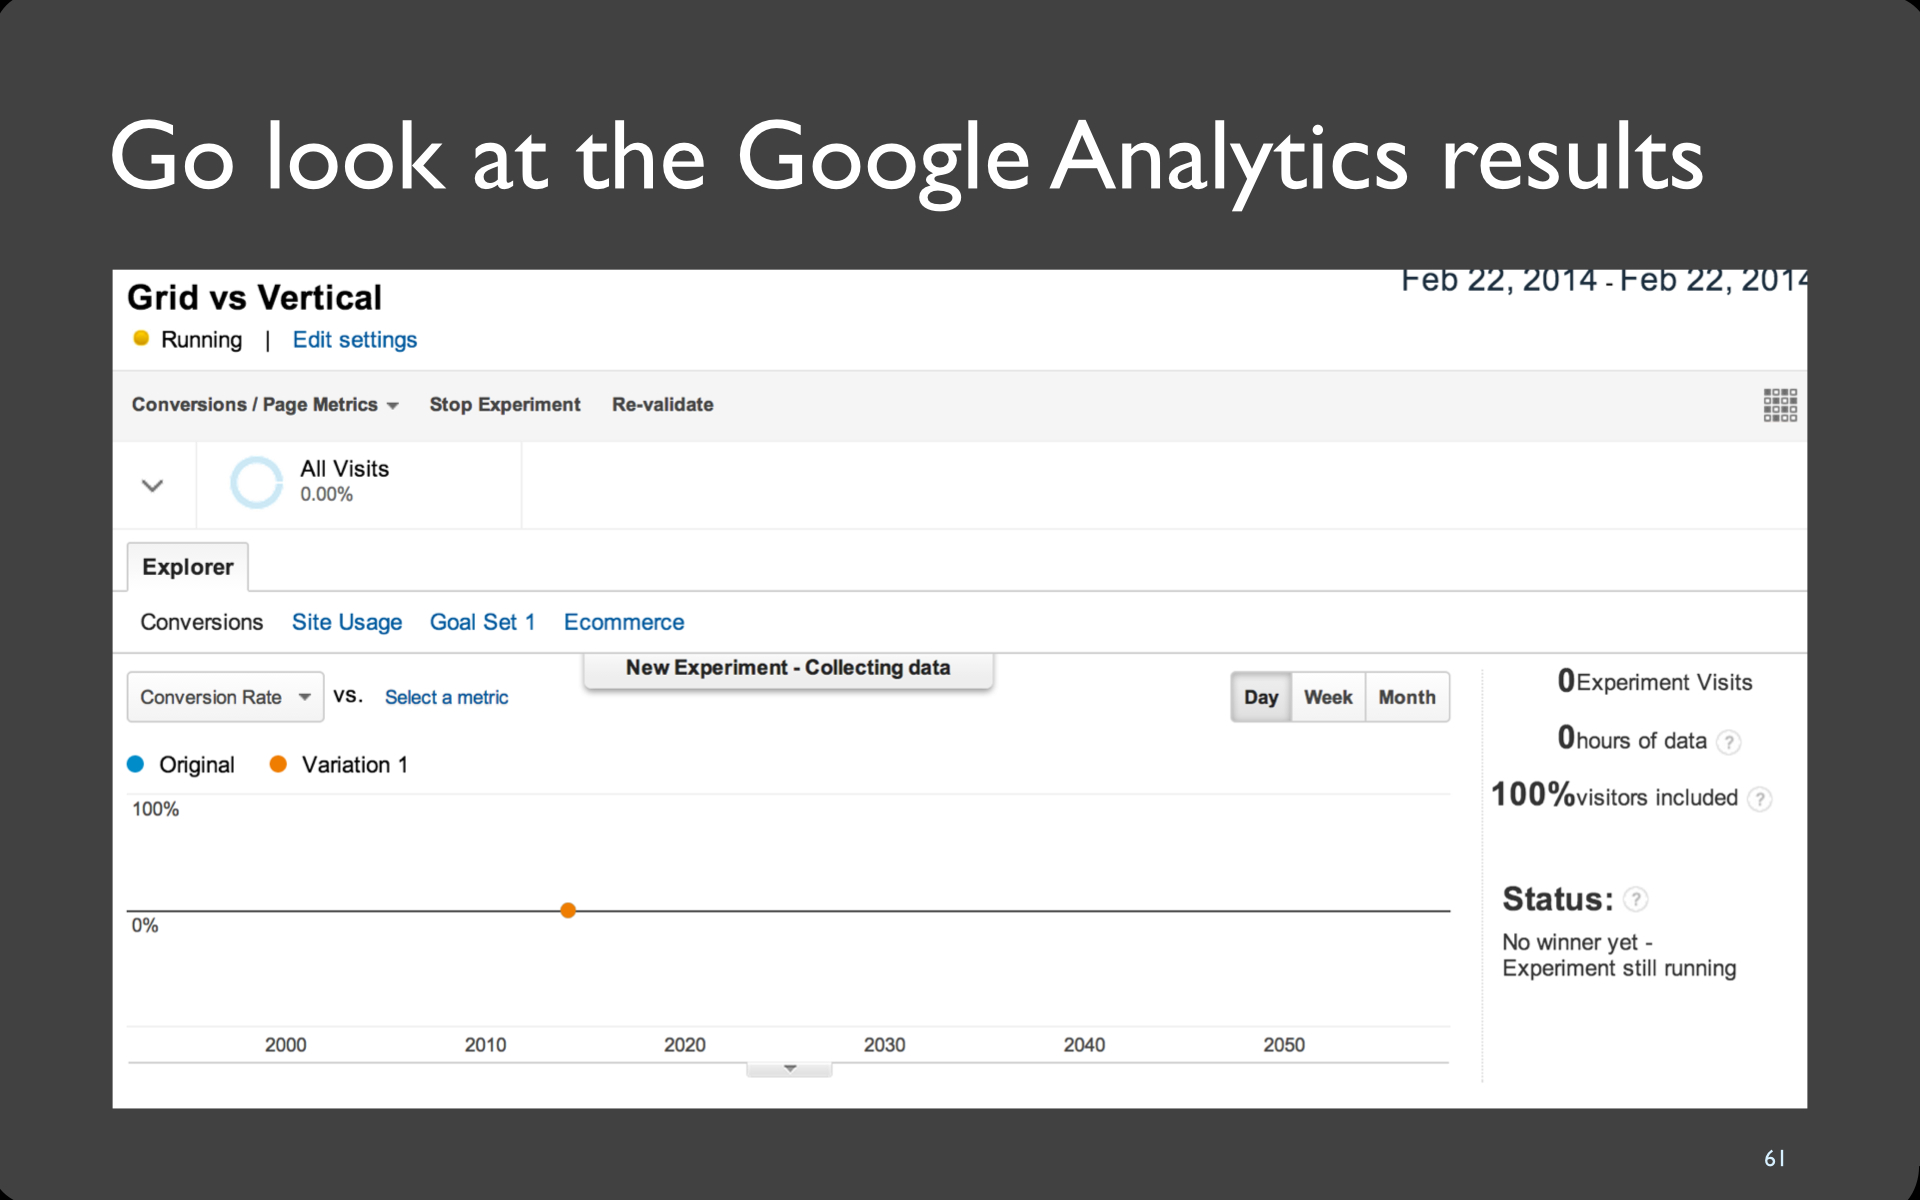 Go look at the Google Analytics results
Grid vs Vertical
Feb 22, 2014 - Feb 22, 2014
Running | Edit settings
Conversions / Page Metrics Stop Experiment Re-validate
All Visits
0.00%
Explorer
Conversions Site Usage Goal Set 1 Ecommerce
New Experiment - Collecting data
Conversion Rate vs. Select a metric
Day Week Month
Original Variation 1
100%
0%
2000 2010 2020 2030 2040 2050
0 Experiment Visits
0 hours of data ?
100% visitors included ?
Status: ?
No winner yet -
Experiment still running
61